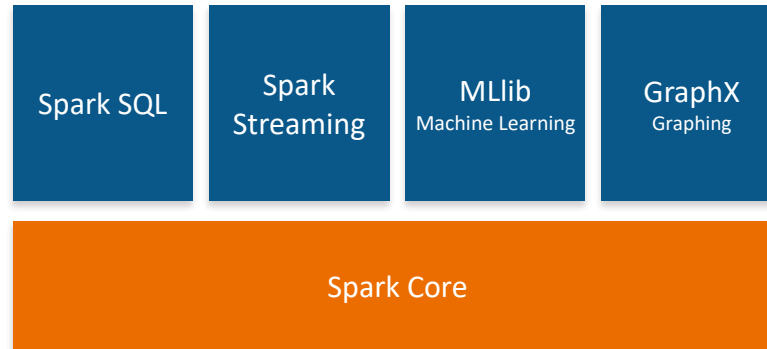 Spark SQL
Spark
Streaming
MLlib
Machine Learning
GraphX
Graphing
Spark Core